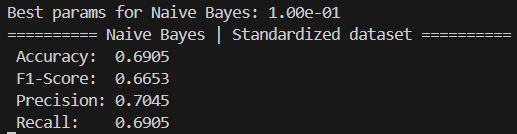 Best params for Naive Bayes: 1.00e-01
========== Naive Bayes | Standardized dataset ==========
Accuracy: 0.6905
F1-Score: 0.6653
Precision: 0.7045
Recall: 0.6905